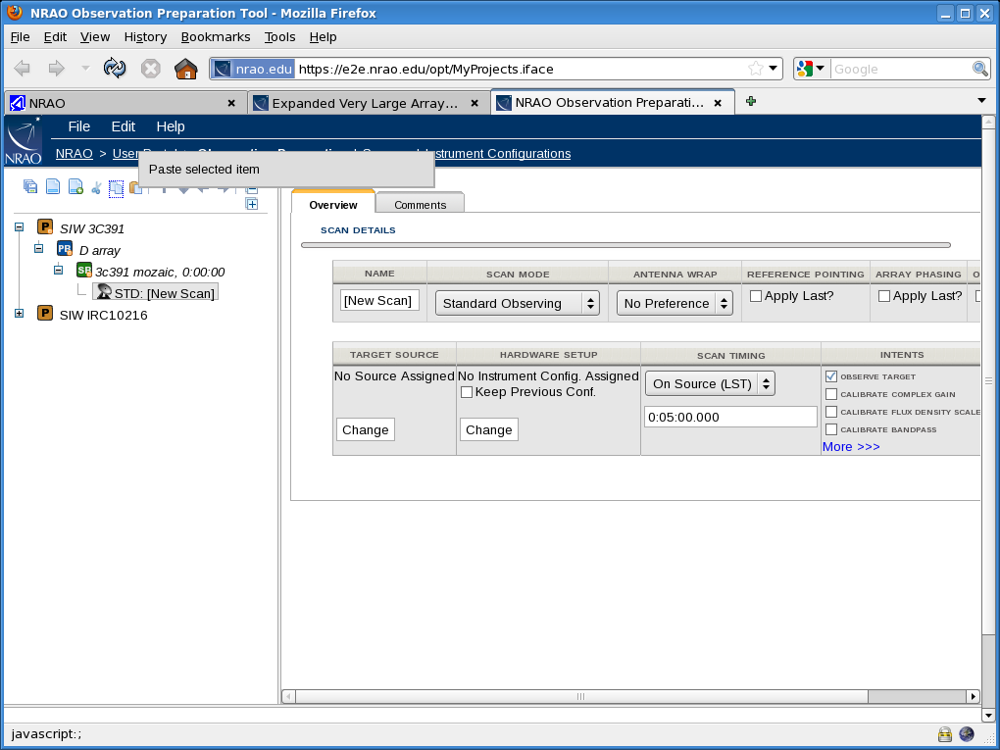 NRAO Observation Preparation Tool - Mozilla Firefox
File Edit View History Bookmarks Tools Help
nrao.edu https://e2e.nrao.edu/opt/MyProjects.iface Google
NRAO Expanded Very Large Array... NRAO Observation Preparati...
File Edit Help
NRAO
NRAO > User Instrument Configurations
Paste selected item
Overview Comments
SIW 3C391
D array
3c391 mozaic, 0:00:00
STD: [New Scan]
SIW IRC10216
SCAN DETAILS
NAME SCAN MODE ANTENNA WRAP REFERENCE POINTING ARRAY PHASING O
[New Scan] Standard Observing No Preference Apply Last? Apply Last?
TARGET SOURCE HARDWARE SETUP SCAN TIMING INTENTS
No Source Assigned No Instrument Config. Assigned On Source (LST) OBSERVE TARGET
Keep Previous Conf. CALIBRATE COMPLEX GAIN
0:05:00.000 CALIBRATE FLUX DENSITY SCALE
Change Change CALIBRATE BANDPASS
More >>>
javascript:;